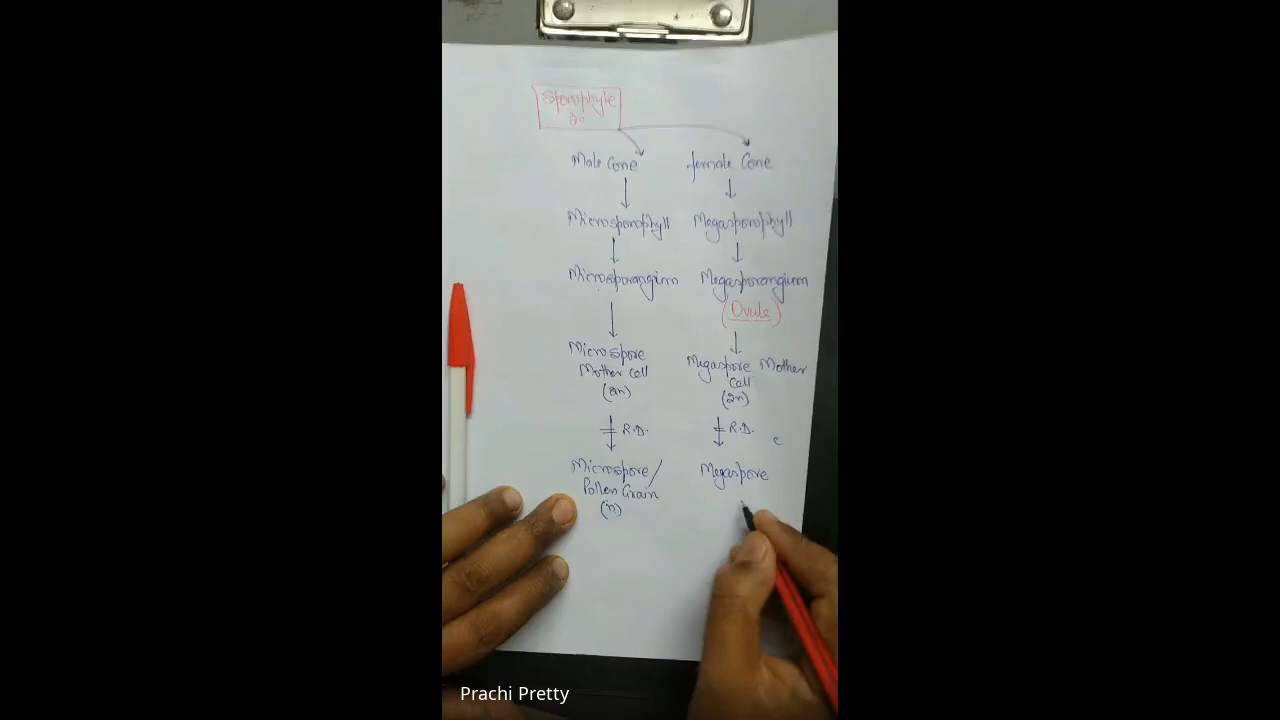 Sporophyte
2n
Male Cone
female Cone
Microsporophyll
Megasporophyll
Microsporangium
Megasporangium
(Ovule)
Microspore
Mother Cell
(2n)
Megaspore Mother
Cell
(2n)
R.D.
R.D.
c
Microspore/
Pollen Grain
(n)
Megaspore
Prachi Pretty